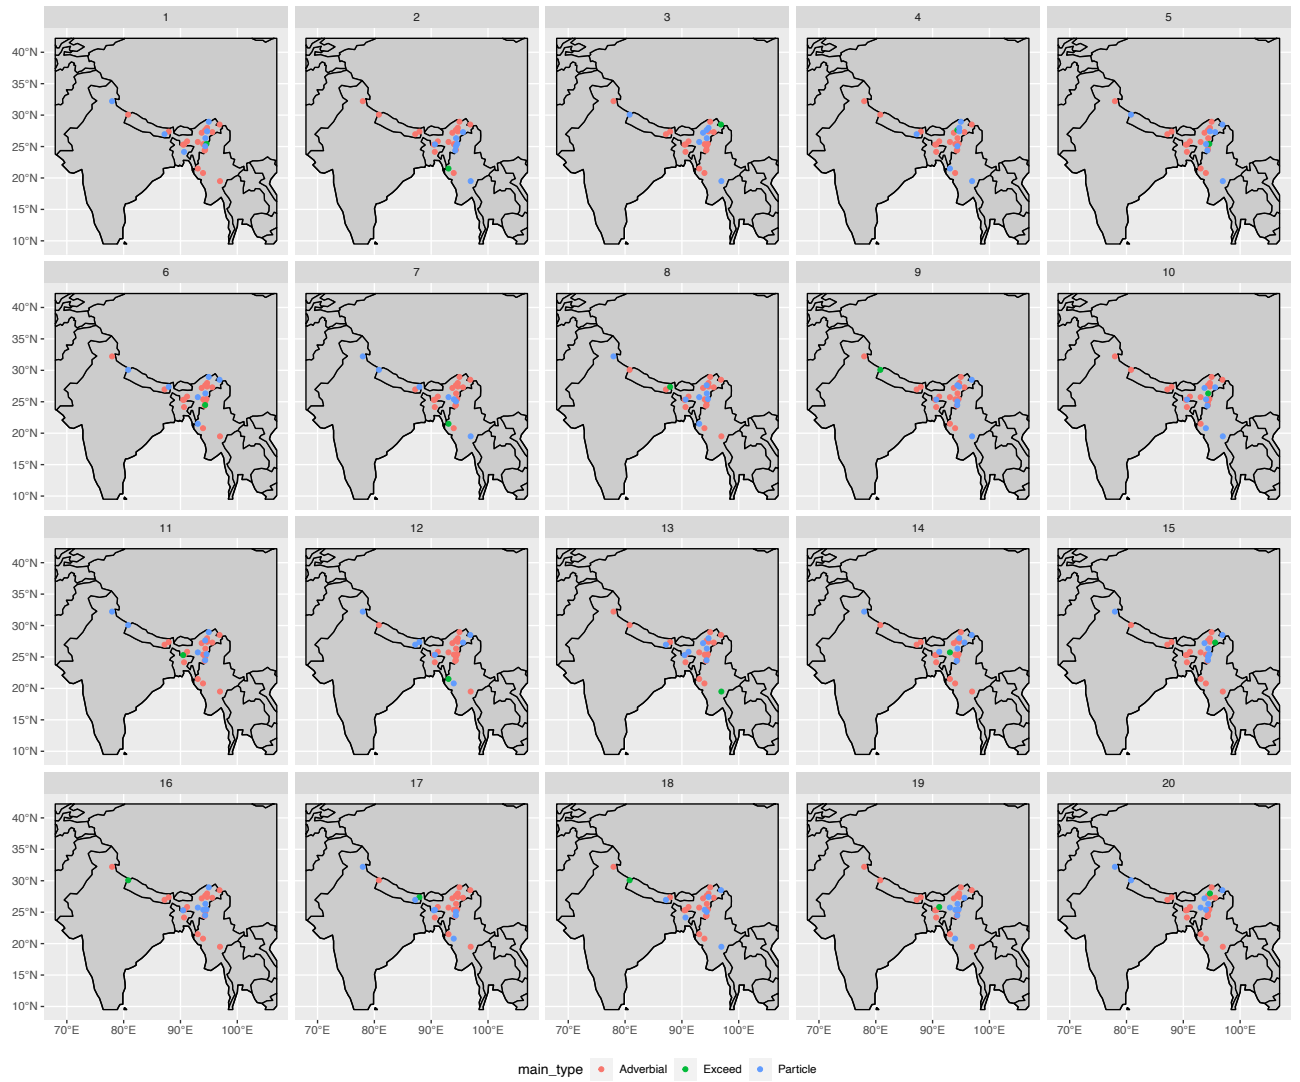 1 2 3 4 5
40°N
35°N
30°N
25°N
20°N
15°N
10°N
6 7 8 9 10
40°N
35°N
30°N
25°N
20°N
15°N
10°N
11 12 13 14 15
40°N
35°N
30°N
25°N
20°N
15°N
10°N
16 17 18 19 20
40°N
35°N
30°N
25°N
20°N
15°N
10°N
70°E 80°E 90°E 100°E 70°E 80°E 90°E 100°E 70°E 80°E 90°E 100°E 70°E 80°E 90°E 100°E 70°E 80°E 90°E 100°E
main_type Adverbial Exceed Particle